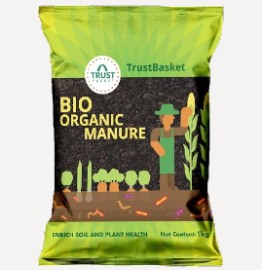 TRUST
BASKET
TrustBasket
BIO
ORGANIC
MANURE
ENRICH SOIL AND PLANT HEALTH
Net Content: 1kg